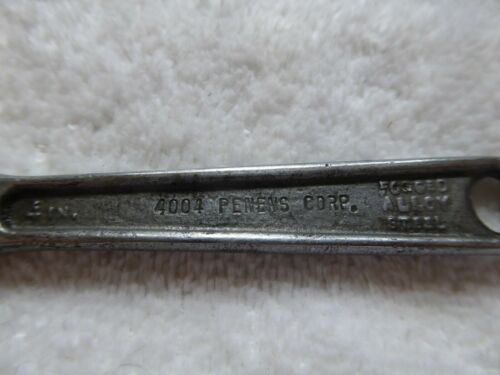 4 IN.
4004 PENENS CORP.
FORGED
ALLOY
STEEL